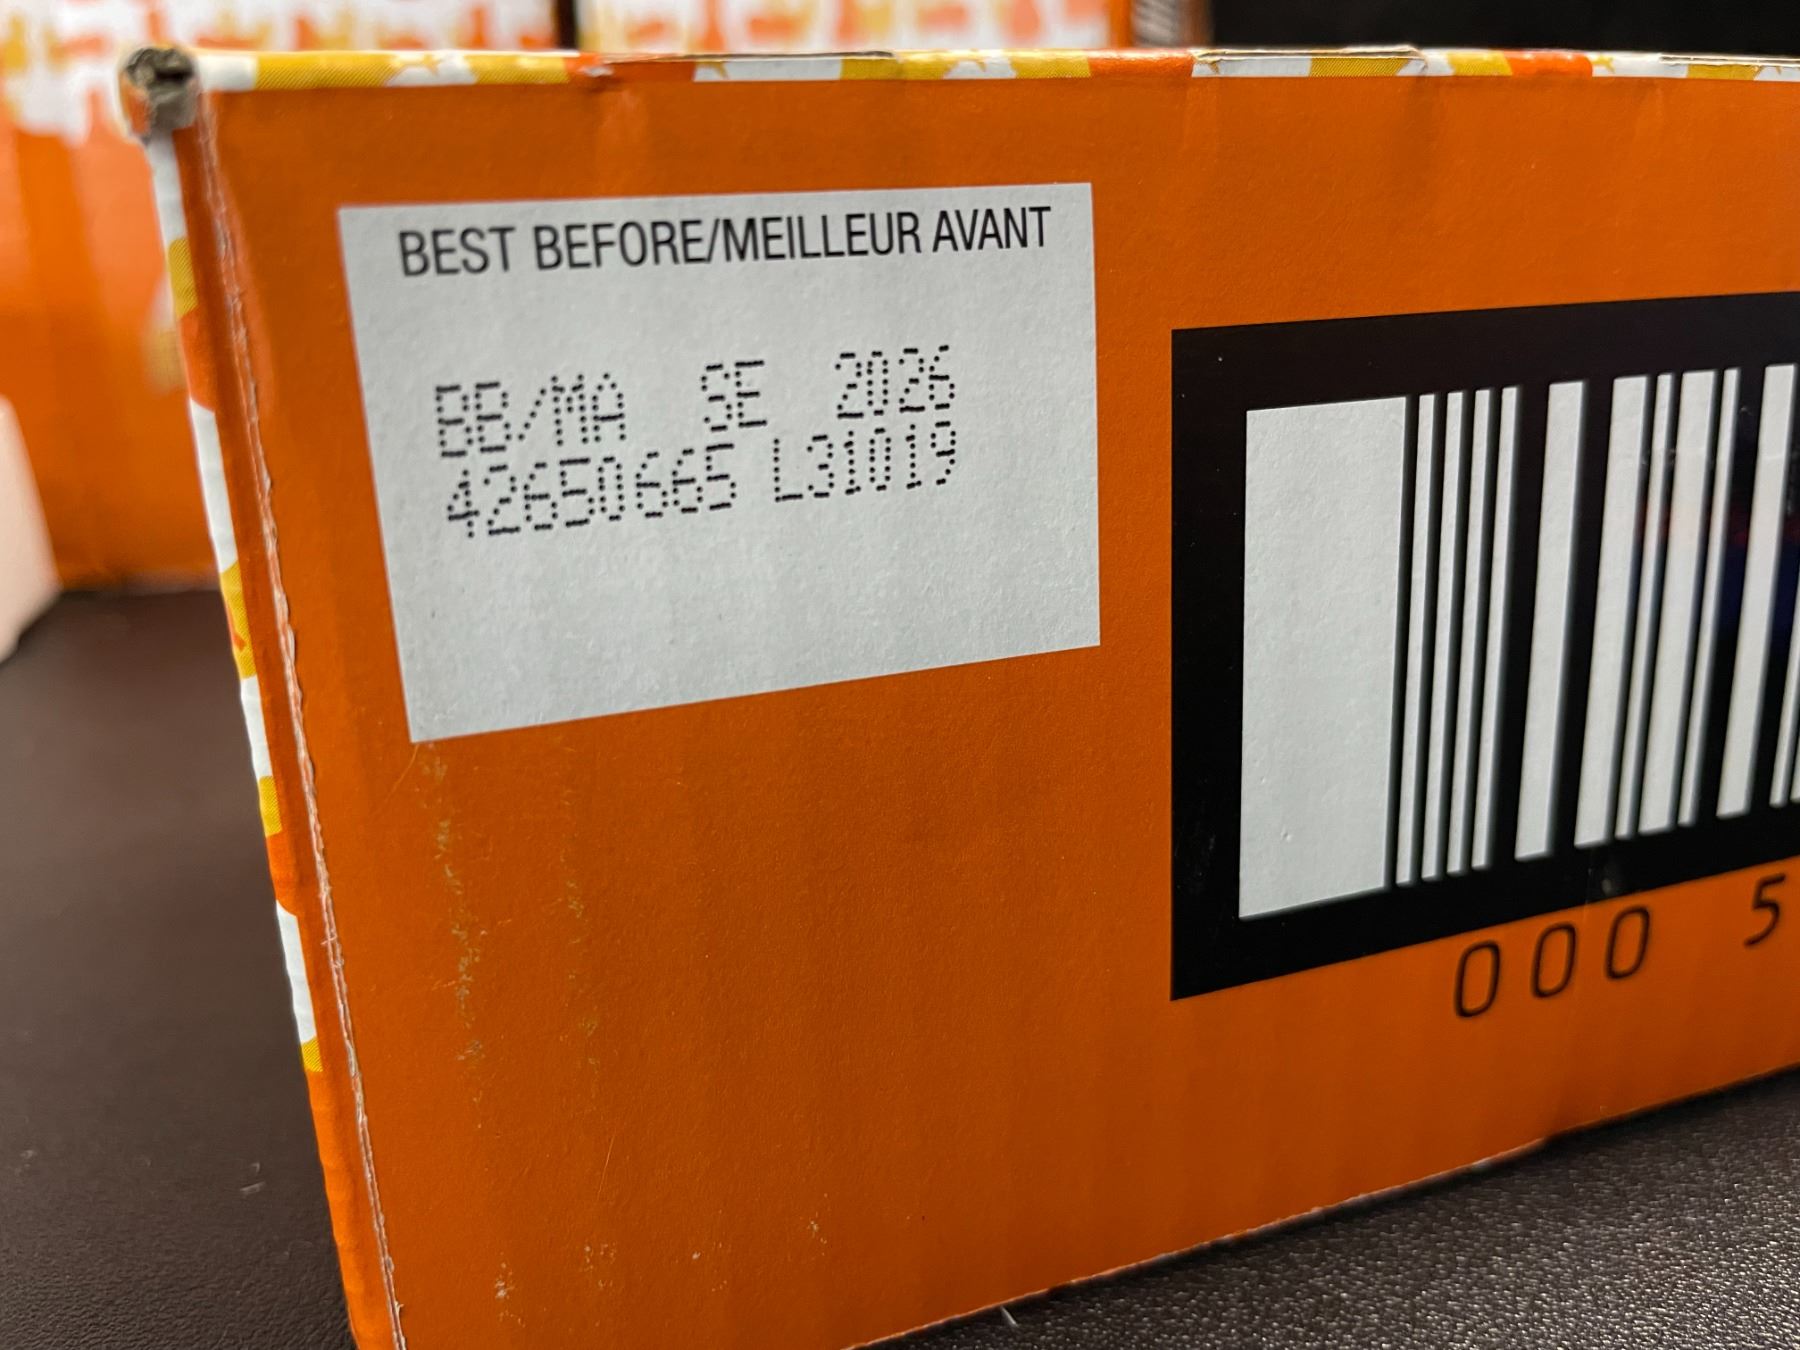 BEST BEFORE/MEILLEUR AVANT
BB/MA SE 2026
42650665 L31019
000 5